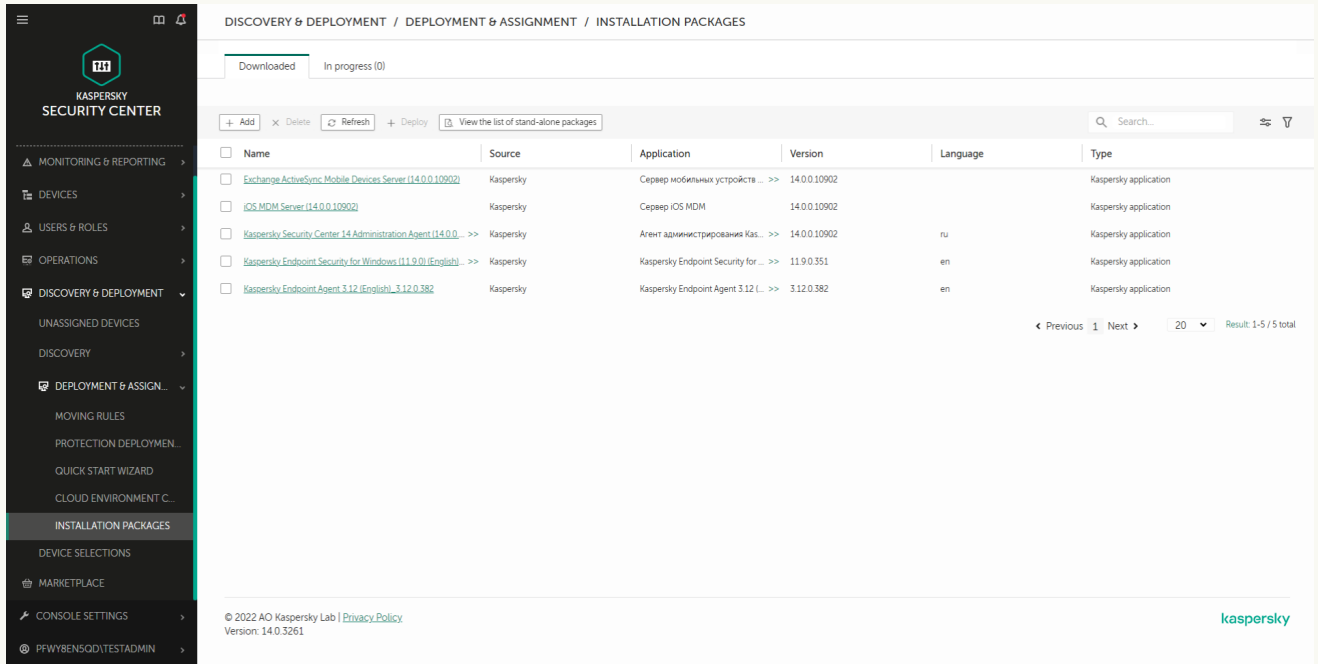 DISCOVERY & DEPLOYMENT / DEPLOYMENT & ASSIGNMENT / INSTALLATION PACKAGES
KASPERSKY
SECURITY CENTER
MONITORING & REPORTING
DEVICES
USERS & ROLES
OPERATIONS
DISCOVERY & DEPLOYMENT
UNASSIGNED DEVICES
DISCOVERY
DEPLOYMENT & ASSIGN...
MOVING RULES
PROTECTION DEPLOYMEN...
QUICK START WIZARD
CLOUD ENVIRONMENT C...
INSTALLATION PACKAGES
DEVICE SELECTIONS
MARKETPLACE
CONSOLE SETTINGS
PFWY8EN5QD\TESTADMIN
Downloaded In progress (0)
+ Add × Delete Refresh + Deploy View the list of stand-alone packages Search...
Name Source Application Version Language Type
Exchange ActiveSync Mobile Devices Server (14.0.0.10902) Kaspersky Сервер мобильных устройств ... >> 14.0.0.10902 Kaspersky application
iOS MDM Server (14.0.0.10902) Kaspersky Сервер iOS MDM 14.0.0.10902 Kaspersky application
Kaspersky Security Center 14 Administration Agent (14.0.0.... >> Kaspersky Агент администрирования Kas... >> 14.0.0.10902 ru Kaspersky application
Kaspersky Endpoint Security for Windows (11.9.0) (English)_... >> Kaspersky Kaspersky Endpoint Security for ... >> 11.9.0.351 en Kaspersky application
Kaspersky Endpoint Agent 3.12 (English)_3.12.0.382 Kaspersky Kaspersky Endpoint Agent 3.12 (... >> 3.12.0.382 en Kaspersky application
Previous 1 Next 20 Result: 1-5 / 5 total
© 2022 AO Kaspersky Lab | Privacy Policy
Version: 14.0.3261
kaspersky